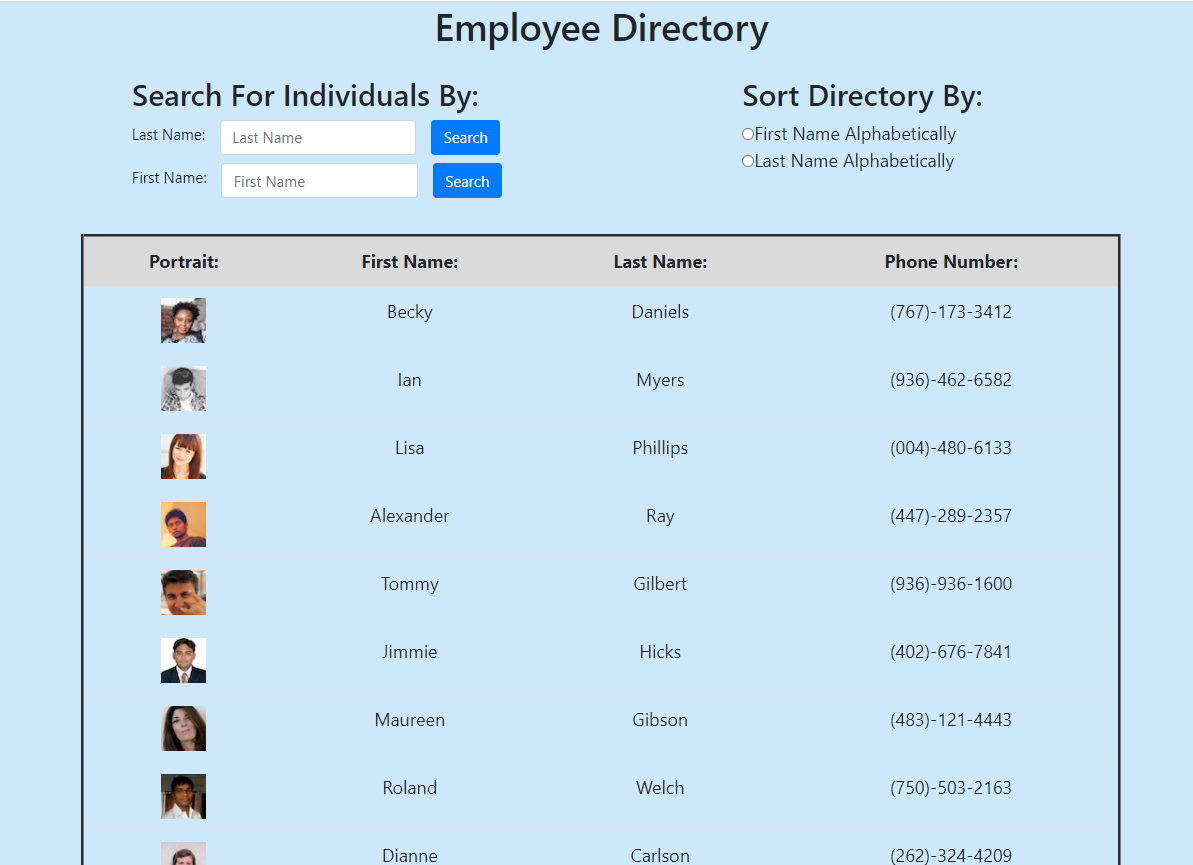 Employee Directory
Search For Individuals By:
Last Name: Last Name Search
First Name: First Name Search
Sort Directory By:
First Name Alphabetically
Last Name Alphabetically
Portrait: First Name: Last Name: Phone Number:
Becky Daniels (767)-173-3412
Ian Myers (936)-462-6582
Lisa Phillips (004)-480-6133
Alexander Ray (447)-289-2357
Tommy Gilbert (936)-936-1600
Jimmie Hicks (402)-676-7841
Maureen Gibson (483)-121-4443
Roland Welch (750)-503-2163
Dianne Carlson (262)-324-4209